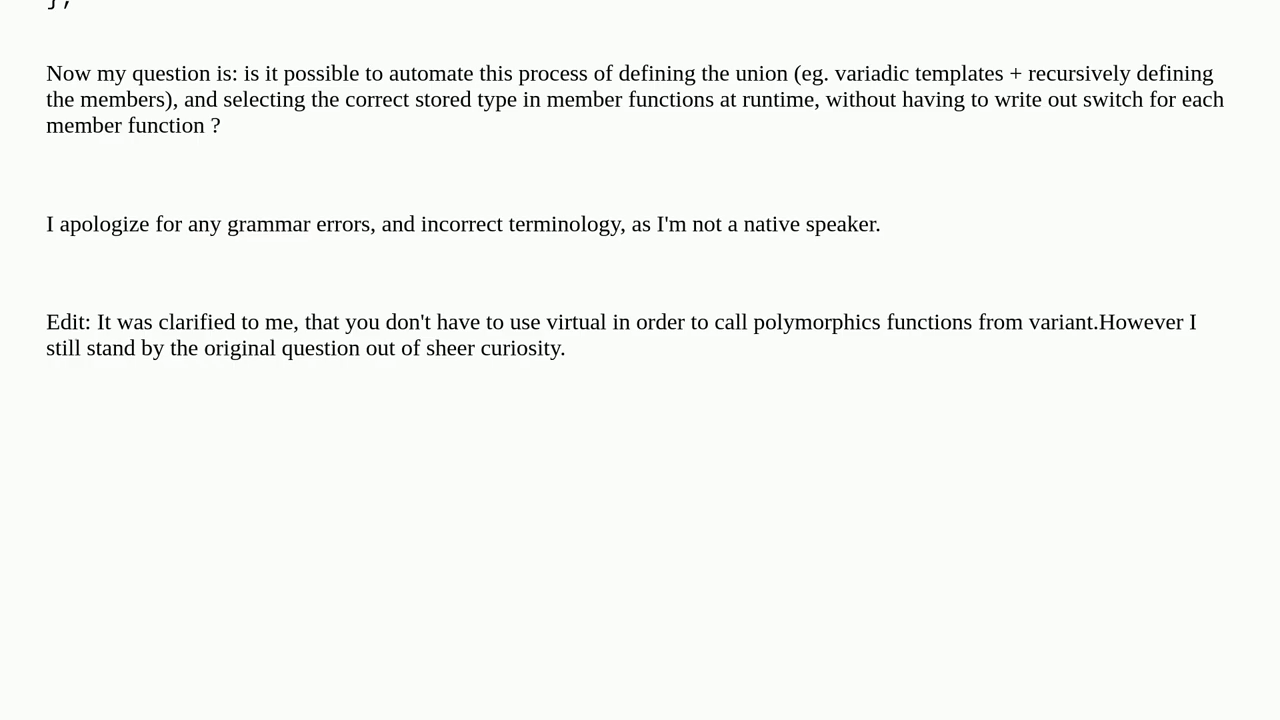 };
Now my question is: is it possible to automate this process of defining the union (eg. variadic templates + recursively defining
the members), and selecting the correct stored type in member functions at runtime, without having to write out switch for each
member function ?
I apologize for any grammar errors, and incorrect terminology, as I'm not a native speaker.
Edit: It was clarified to me, that you don't have to use virtual in order to call polymorphics functions from variant.However I
still stand by the original question out of sheer curiosity.